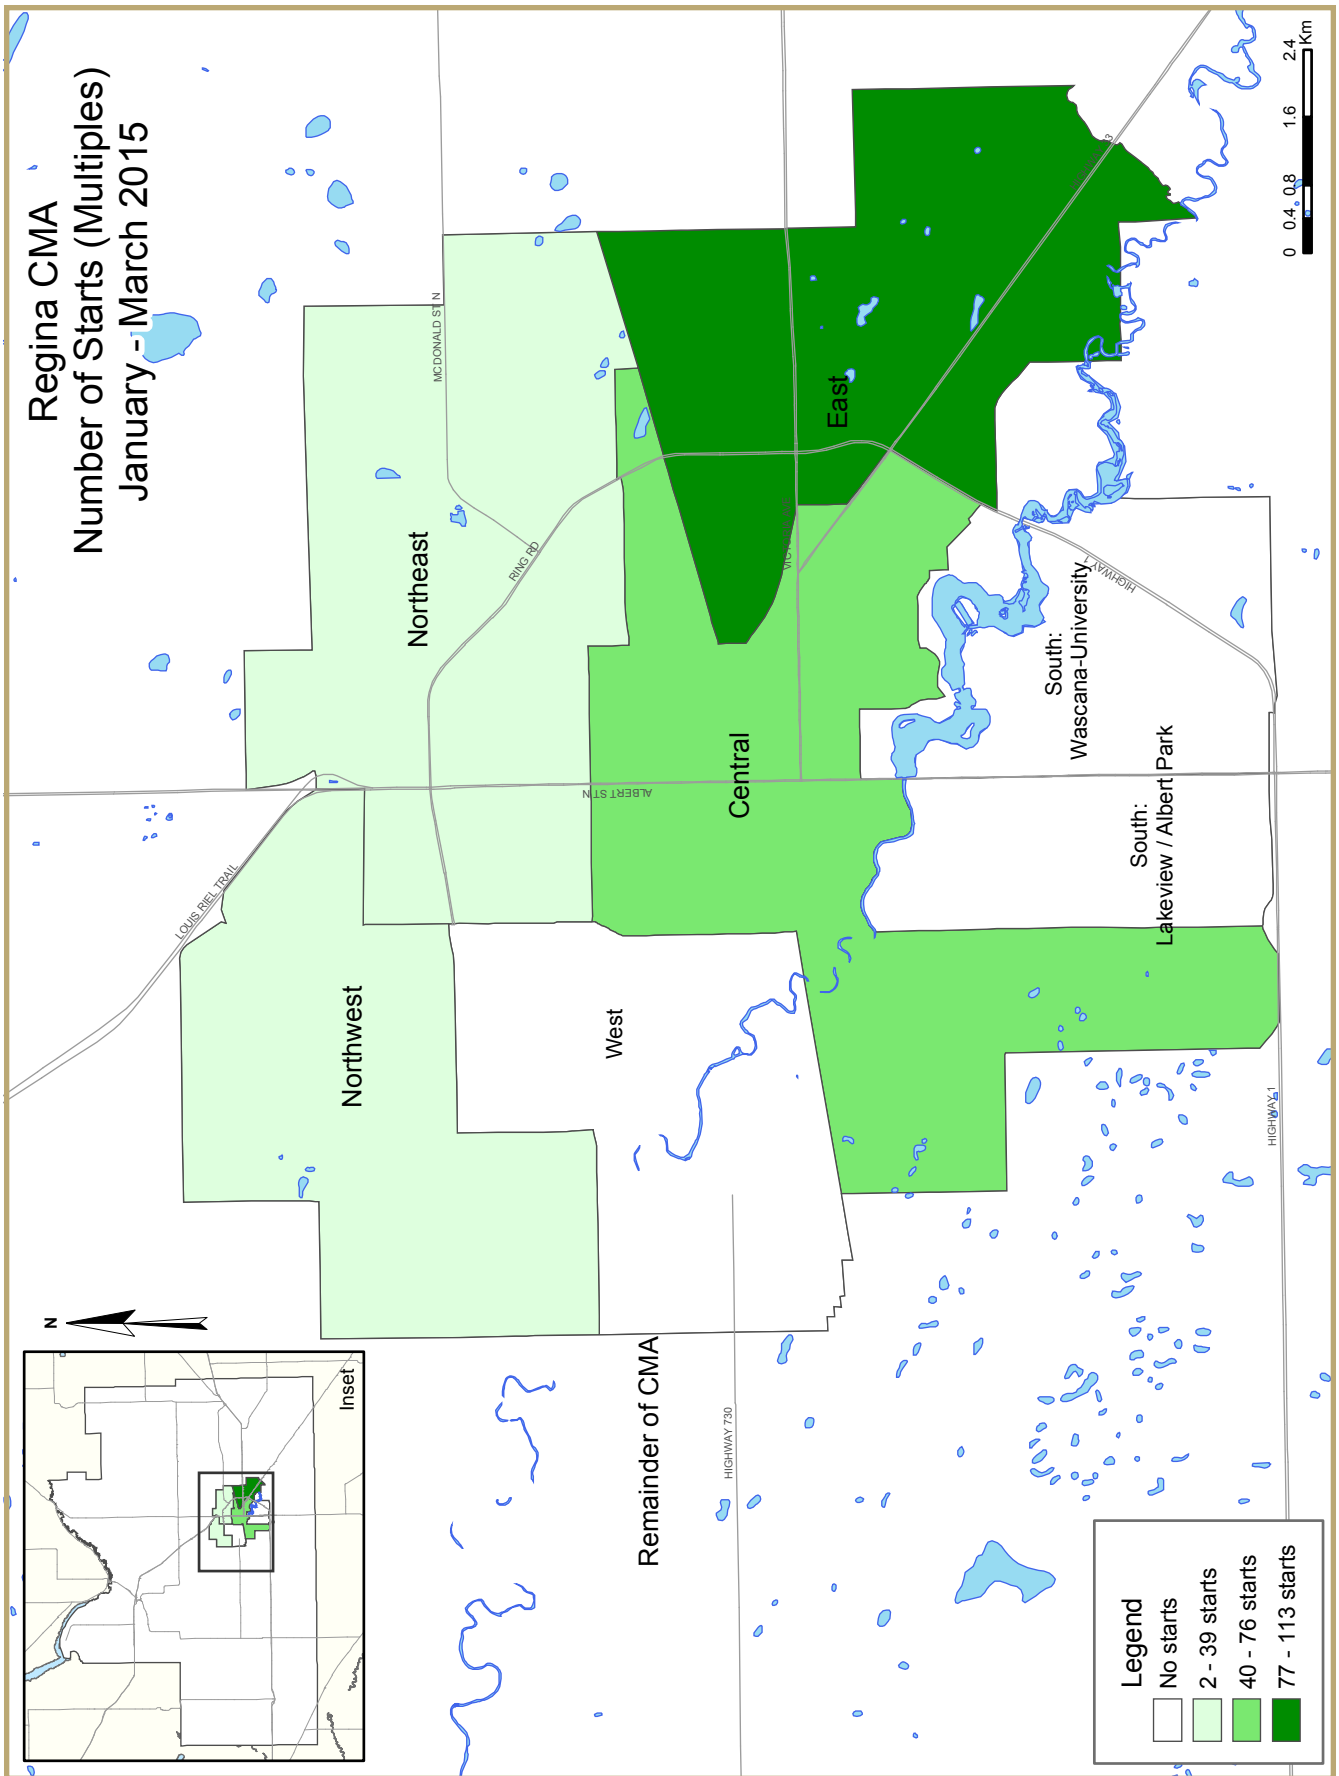 Regina CMA
Number of Starts (Multiples)
January - March 2015
N
Inset
LOUIS RIEL TRAIL
MCDONALD ST N
RING RD
ALBERT ST N
Northeast
Northwest
West
Central
East
South:
Wascana-University
South:
Lakeview / Albert Park
Remainder of CMA
HIGHWAY 730
HIGHWAY 1
HIGHWAY 1
Legend
No starts
2 - 39 starts
40 - 76 starts
77 - 113 starts
0 0.4 0.8 1.6 2.4
Km